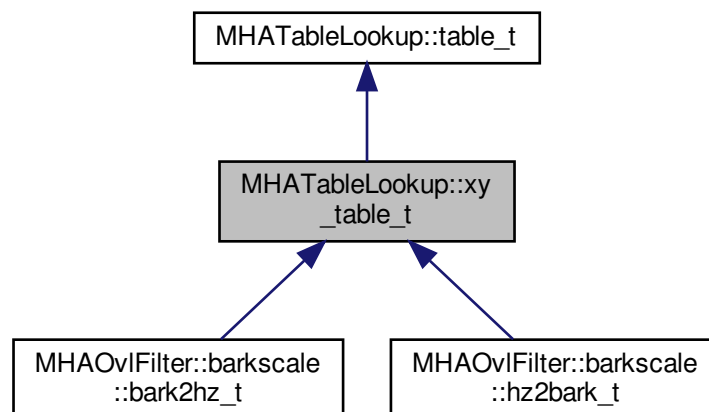 MHATableLookup::table_t
MHATableLookup::xy
_table_t
MHAOvlFilter::barkscale
::bark2hz_t
MHAOvlFilter::barkscale
::hz2bark_t